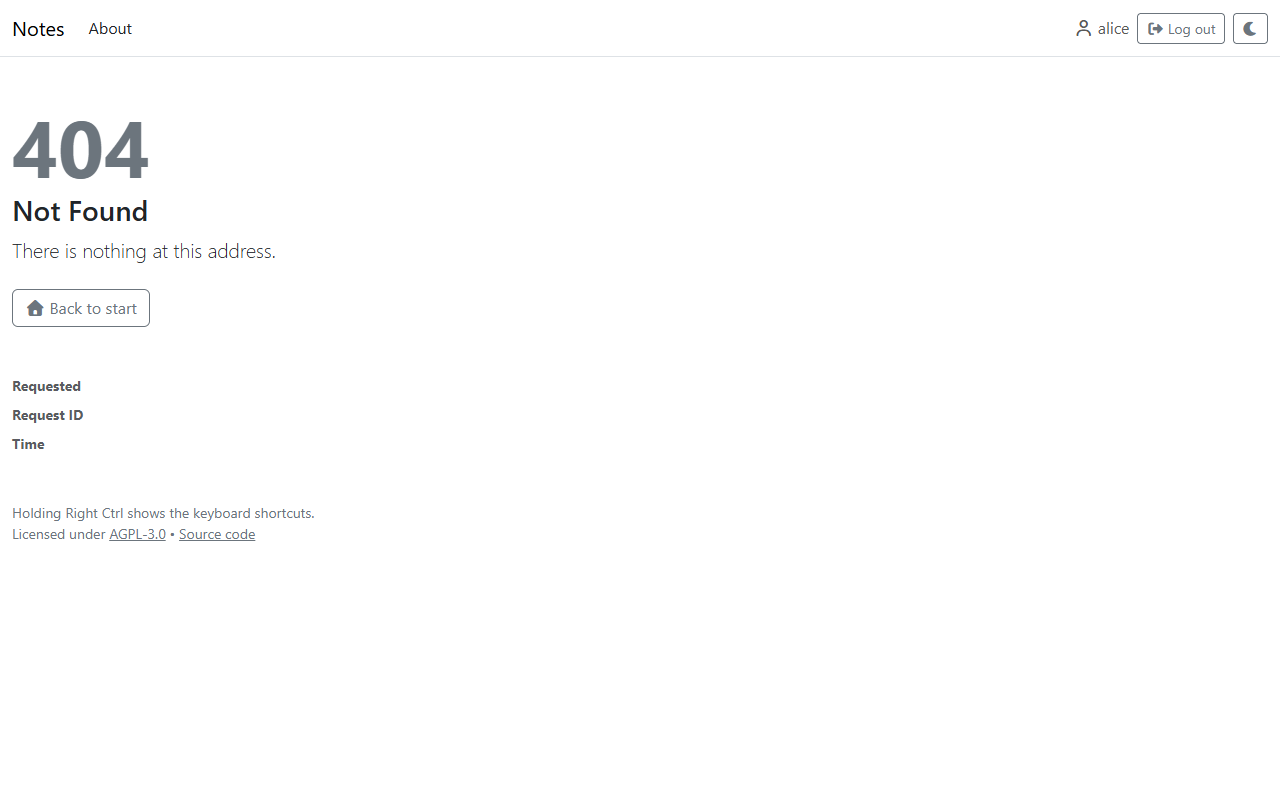 Notes About alice Log out
404
Not Found
There is nothing at this address.
Back to start
Requested
Request ID
Time
Holding Right Ctrl shows the keyboard shortcuts.
Licensed under AGPL-3.0 • Source code